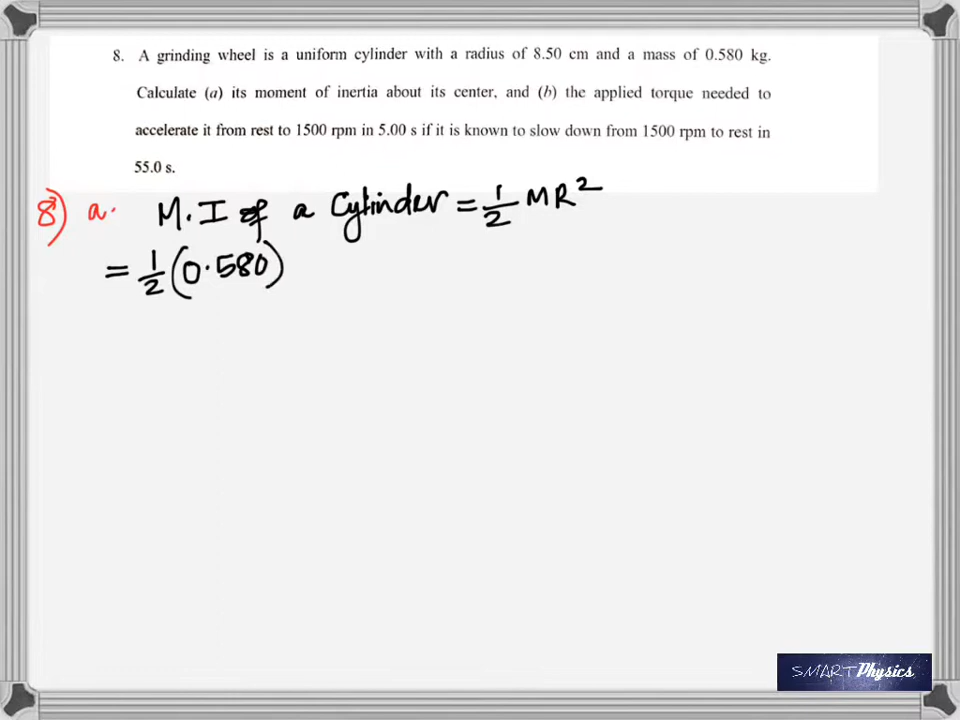 8. A grinding wheel is a uniform cylinder with a radius of 8.50 cm and a mass of 0.580 kg.
Calculate (a) its moment of inertia about its center, and (b) the applied torque needed to
accelerate it from rest to 1500 rpm in 5.00 s if it is known to slow down from 1500 rpm to rest in
55.0 s.
8) a. M.I of a Cylinder = 1/2 MR²
= 1/2 (0.580)
SMART Physics